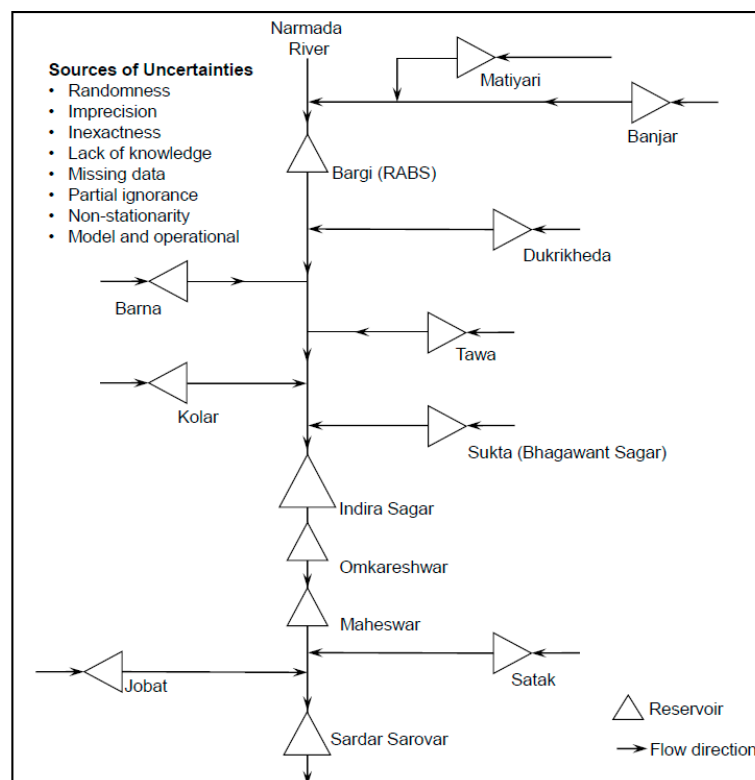 Narmada
River
Sources of Uncertainties
• Randomness
• Imprecision
• Inexactness
• Lack of knowledge
• Missing data
• Partial ignorance
• Non-stationarity
• Model and operational
Matiyari
Banjar
Bargi (RABS)
Dukrikheda
Barna
Tawa
Kolar
Sukta (Bhagawant Sagar)
Indira Sagar
Omkareshwar
Maheswar
Jobat
Satak
Sardar Sarovar
Reservoir
Flow direction